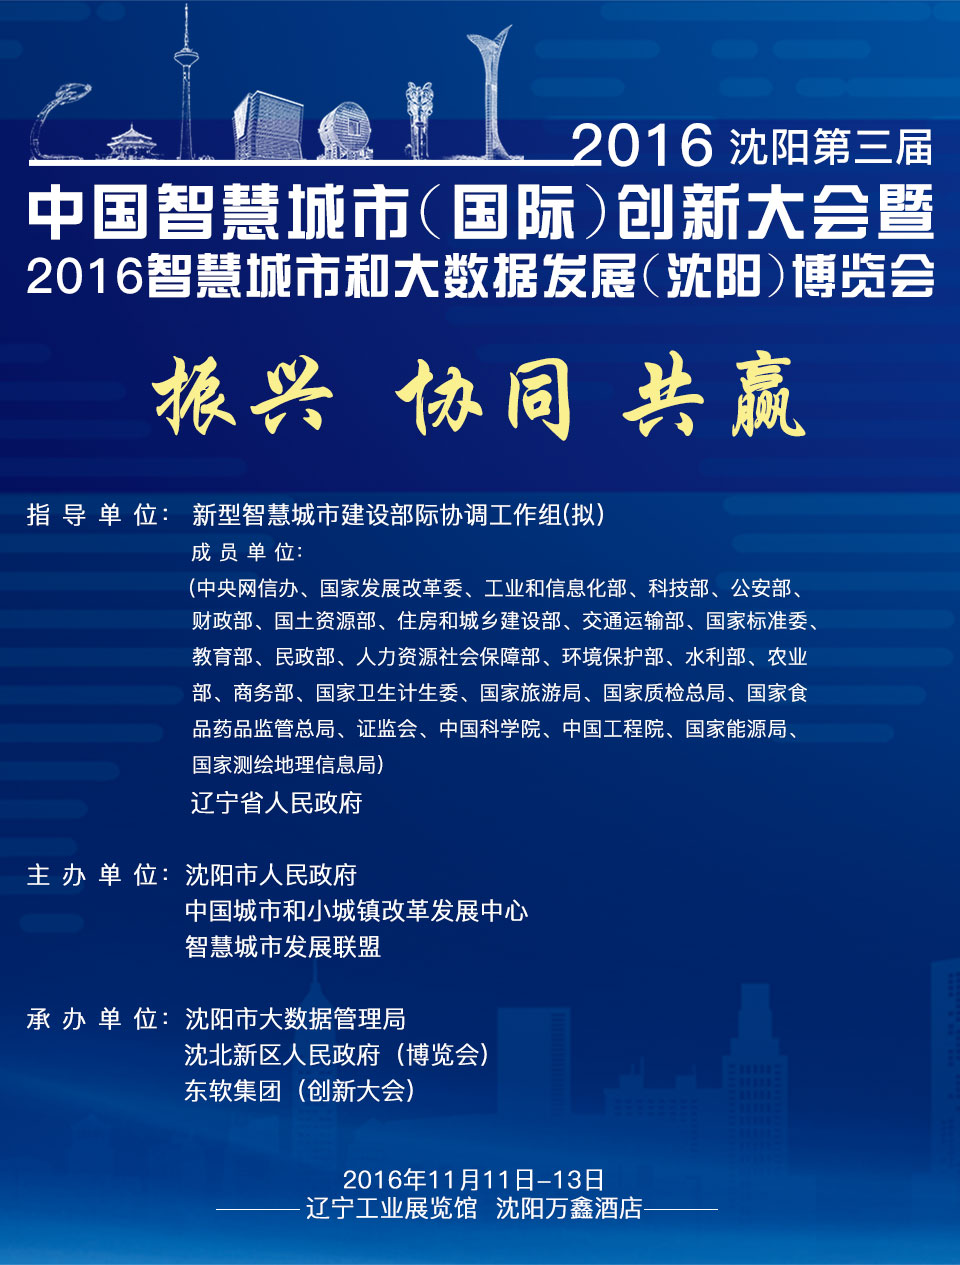 2016 沈阳第三届
中国智慧城市（国际）创新大会暨
2016智慧城市和大数据发展（沈阳）博览会
振兴 协同 共赢
指导单位：新型智慧城市建设部际协调工作组(拟）
成员单位：
(中央网信办、国家发展改革委、工业和信息化部、科技部、公安部、
财政部、国土资源部、住房和城乡建设部、交通运输部、国家标准委、
教育部、民政部、人力资源社会保障部、环境保护部、水利部、农业
部、商务部、国家卫生计生委、国家旅游局、国家质检总局、国家食
品药品监管总局、证监会、中国科学院、中国工程院、国家能源局、
国家测绘地理信息局)
辽宁省人民政府
主办单位：沈阳市人民政府
中国城市和小城镇改革发展中心
智慧城市发展联盟
承办单位：沈阳市大数据管理局
沈北新区人民政府（博览会）
东软集团（创新大会）
2016年11月11日-13日
辽宁工业展览馆 沈阳万鑫酒店